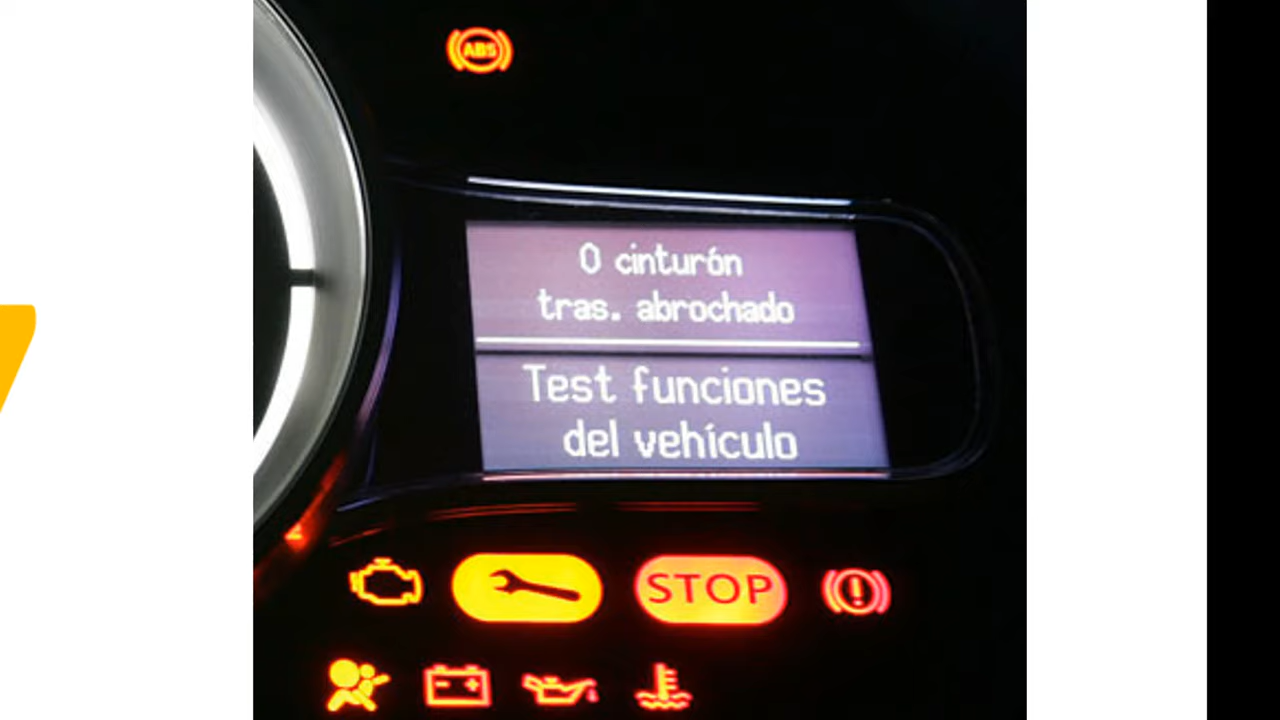 ABS
0 cinturón
tras. abrochado
Test funciones
del vehículo
STOP